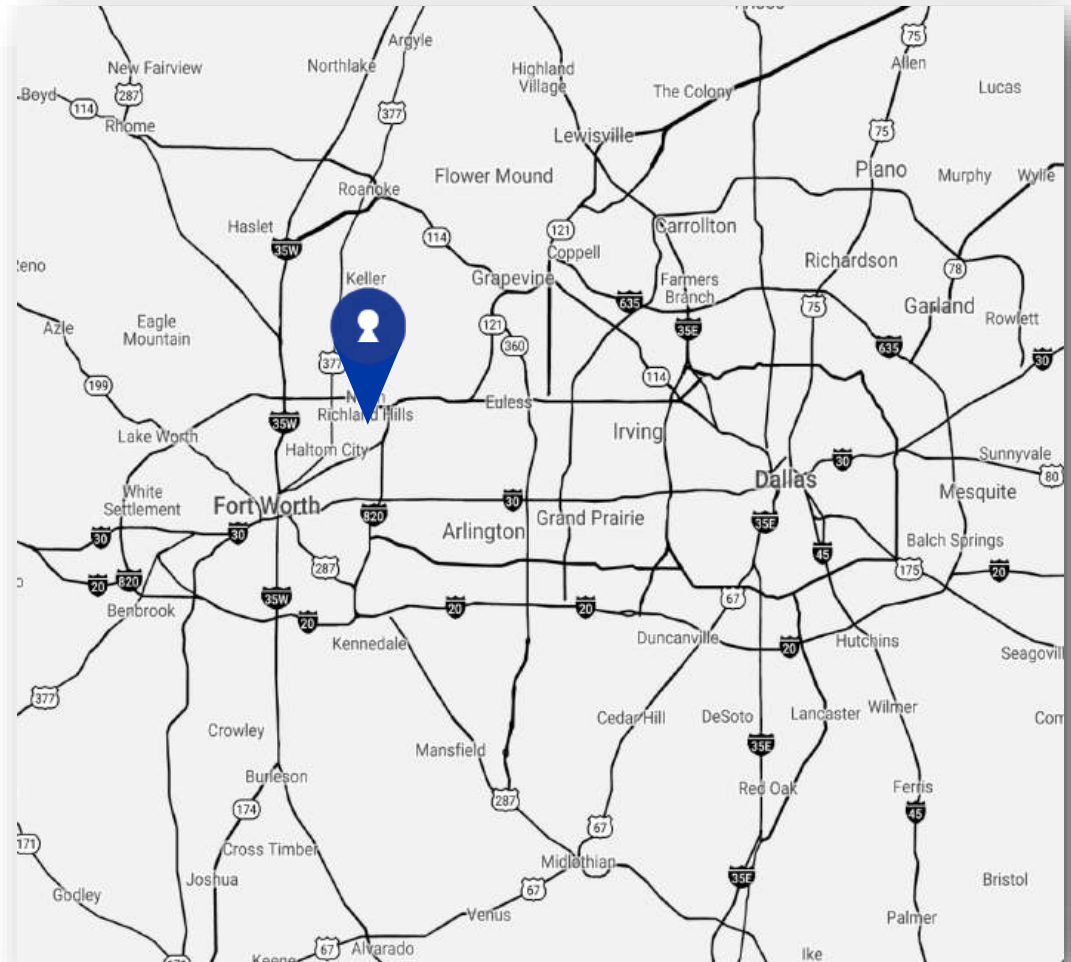 75
Argyle
Northlake
New Fairview
Highland
Village
Allen
287
Boyd
114
Rhome
377
The Colony
Lucas
Lewisville
75
Plano
Murphy
Wylie
Roanoke
Flower Mound
Haslet
35W
114
121
Coppell
Carrollton
Richardson
78
Keller
Grapevine
635
Farmers
Branch
75
Garland
Rowlett
Azle
Eagle
Mountain
121
360
35E
635
30
377
199
114
Richland Hills
Euless
35W
Lake Worth
Haltom City
Irving
30
Sunnyvale
80
White
Settlement
Fort Worth
30
Dallas
Mesquite
820
Arlington
Grand Prairie
35E
30
30
45
Balch Springs
287
175
20
20
820
Benbrook
35W
20
20
20
67
Kennedale
Duncanville
20
Hutchins
377
Cedar Hill
DeSoto
Lancaster
Wilmer
Crowley
Mansfield
35E
Burleson
174
287
Red Oak
Ferris
45
67
171
Cross Timber
Midlothian
35E
Godley
Joshua
67
Bristol
Venus
Palmer
67
Alvarado
Ike